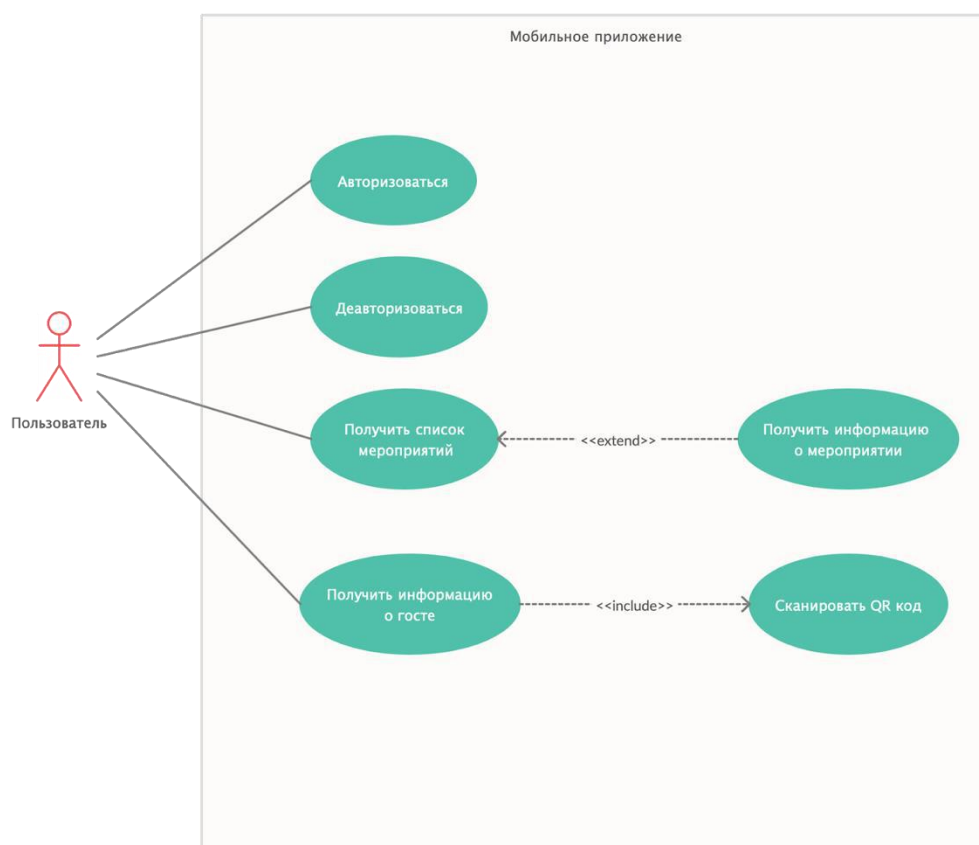 Мобильное приложение
Авторизоваться
Деавторизоваться
Пользователь
Получить список
мероприятий
<<extend>>
Получить информацию
о мероприятии
Получить информацию
о госте
<<include>>
Сканировать QR код